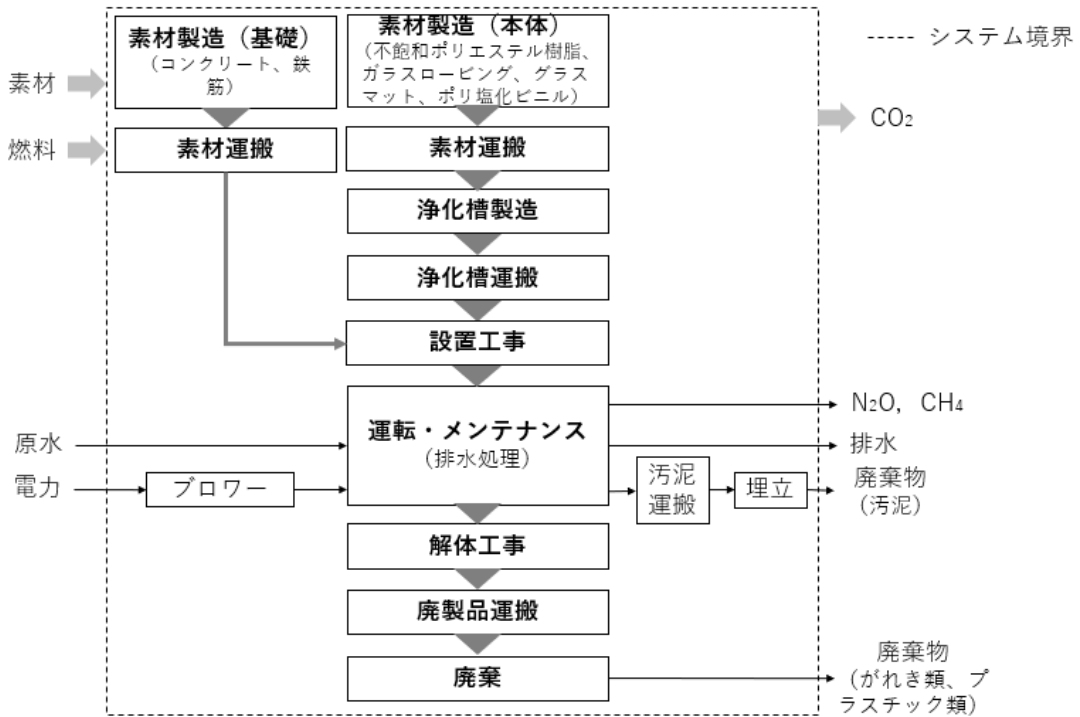 素材製造（基礎）
（コンクリート、鉄
筋）
素材製造（本体）
（不飽和ポリエステル樹脂、
ガラスロービング、グラス
マット、ポリ塩化ビニル）
----- システム境界
素材
CO₂
燃料
素材運搬
素材運搬
浄化槽製造
浄化槽運搬
設置工事
運転・メンテナンス
（排水処理）
N₂O, CH₄
原水
排水
電力
ブロワー
汚泥
運搬
埋立
廃棄物
（汚泥）
解体工事
廃製品運搬
廃棄
廃棄物
（がれき類、プ
ラスチック類）